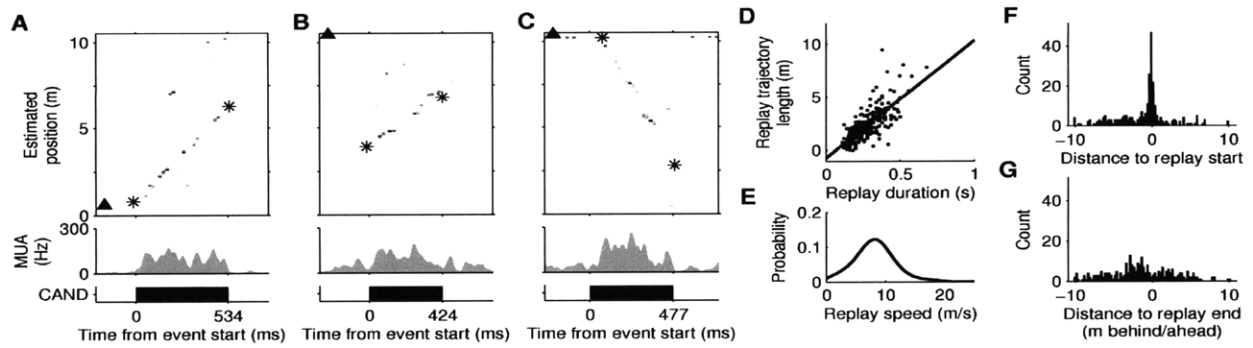 A
Estimated
position (m)
10
5
0
MUA
(Hz)
300
0
CAND
0 534
Time from event start (ms)
B
0 424
Time from event start (ms)
C
0 477
Time from event start (ms)
D
Replay trajectory
length (m)
10
5
0
0 0.5 1
Replay duration (s)
E
Probability
0.2
0.1
0
0 10 20
Replay speed (m/s)
F
Count
40
20
0
−10 0 10
Distance to replay start
G
Count
40
20
0
−10 0 10
Distance to replay end
(m behind/ahead)